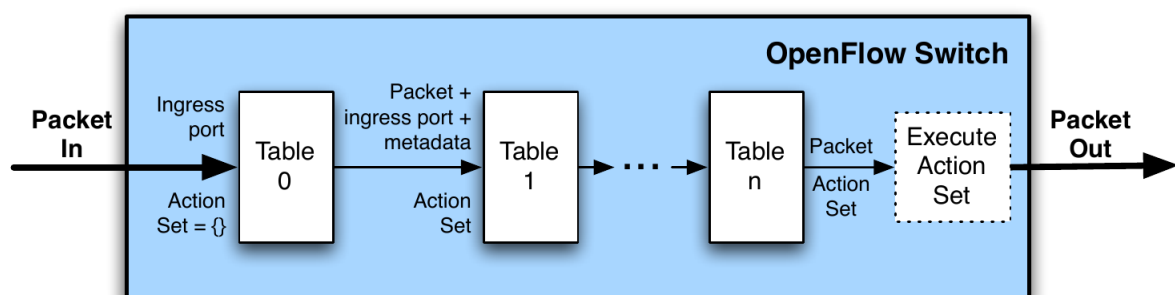 OpenFlow Switch
Packet
In
Ingress
port
Action
Set = {}
Table
0
Packet +
ingress port +
metadata
Action
Set
Table
1
...
Table
n
Packet
Action
Set
Execute
Action
Set
Packet
Out